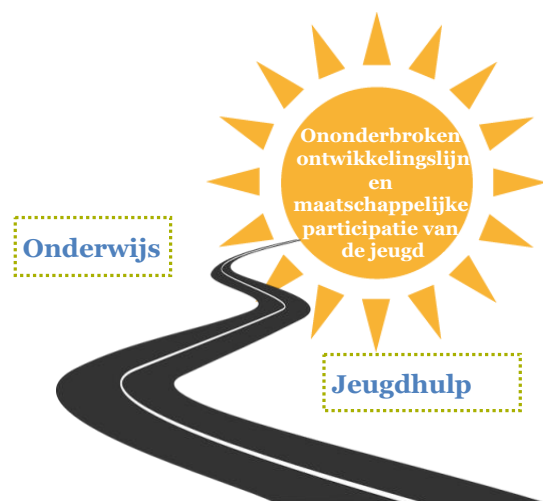 Ononderbroken
ontwikkelingslijn
en
maatschappelijke
participatie van
de jeugd
Onderwijs
Jeugdhulp